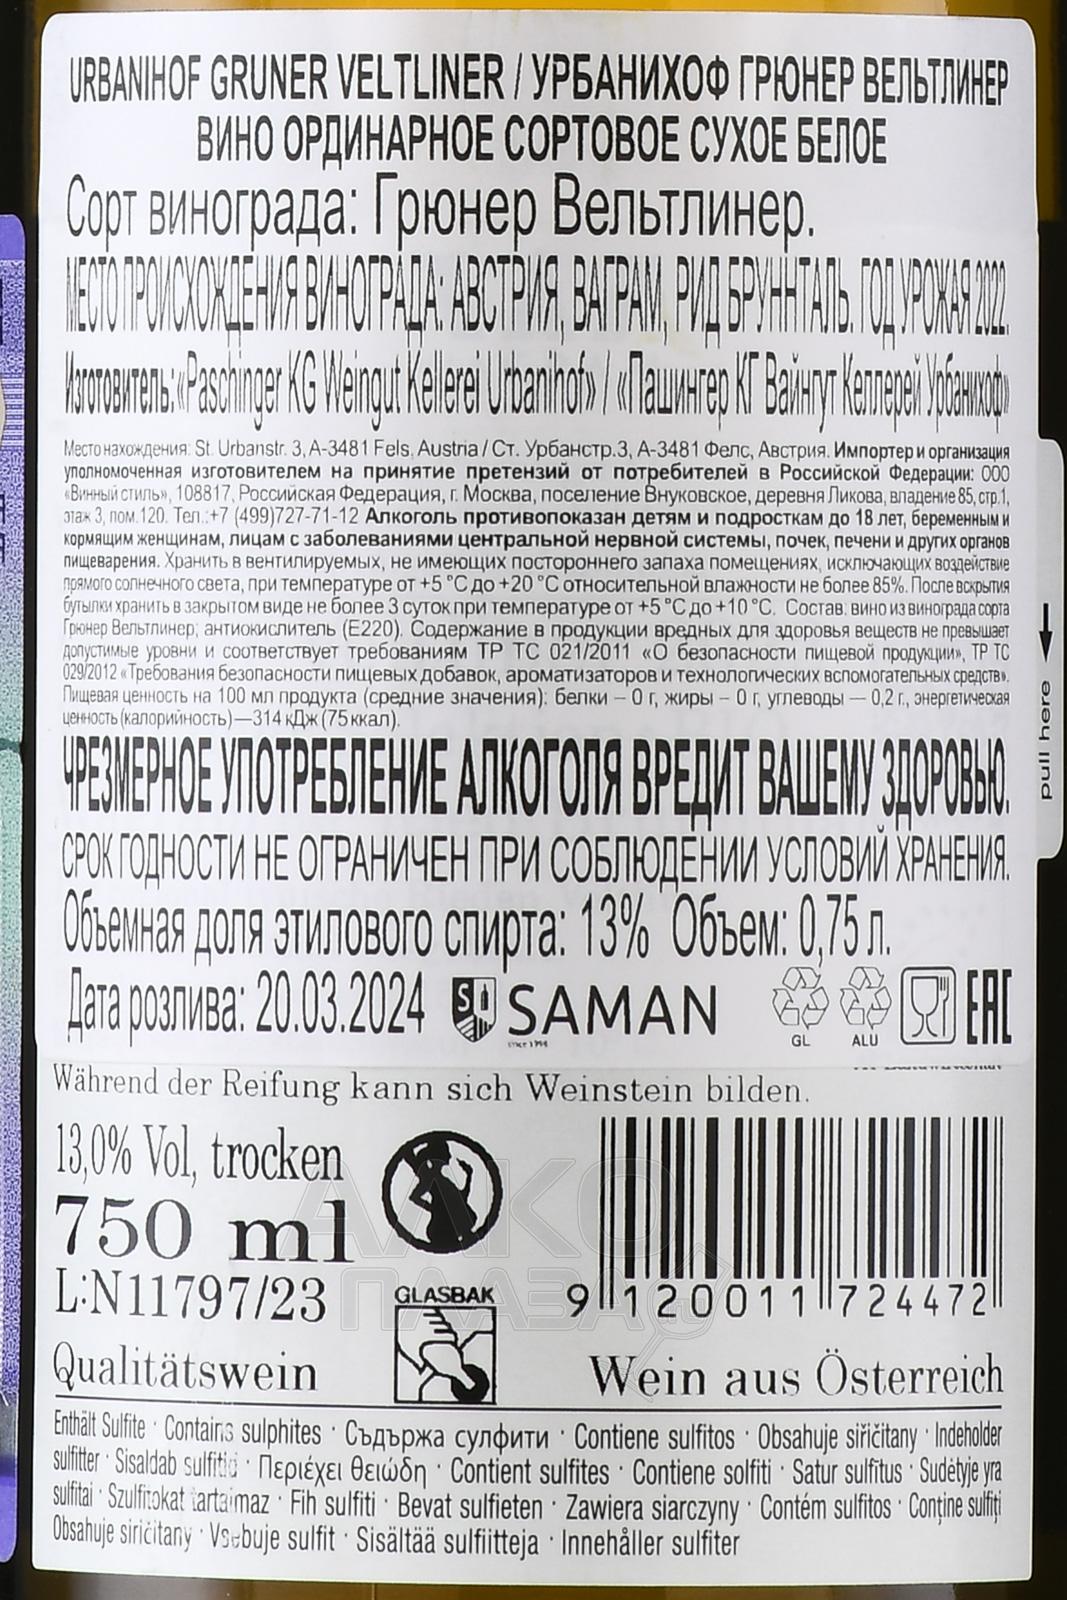 URBANIHOF GRUNER VELTLINER / УРБАНИХОФ ГРЮНЕР ВЕЛЬТЛИНЕР
ВИНО ОРДИНАРНОЕ СОРТОВОЕ СУХОЕ БЕЛОЕ
Сорт винограда: Грюнер Вельтлинер.
МЕСТО ПРОИСХОЖДЕНИЯ ВИНОГРАДА: АВСТРИЯ, ВАГРАМ, РИД БРУННТАЛЬ. ГОД УРОЖАЯ 2022.
Изготовитель: «Paschinger KG Weingut Kellerei Urbanihof» / «Пашингер КГ Вайнгут Келлерей Урбанихоф»
Место нахождения: St. Urbanstr. 3, A-3481 Fels, Austria / Ст. Урбанстр.3, А-3481 Фелс, Австрия. Импортер и организация
уполномоченная изготовителем на принятие претензий от потребителей в Российской Федерации: ООО
«Винный стиль», 108817, Российская Федерация, г. Москва, поселение Внуковское, деревня Ликова, владение 85, стр.1,
этаж 3, пом.120. Тел.:+7 (499)727-71-12 Алкоголь противопоказан детям и подросткам до 18 лет, беременным и
кормящим женщинам, лицам с заболеваниями центральной нервной системы, почек, печени и других органов
пищеварения. Хранить в вентилируемых, не имеющих постороннего запаха помещениях, исключающих воздействие
прямого солнечного света, при температуре от +5 °C до +20 °C относительной влажности не более 85%. После вскрытия
бутылки хранить в закрытом виде не более 3 суток при температуре от +5 °C до +10 °C. Состав: вино из винограда сорта
Грюнер Вельтлинер; антиокислитель (Е220). Содержание в продукции вредных для здоровья веществ не превышает
допустимые уровни и соответствует требованиям ТР ТС 021/2011 «О безопасности пищевой продукции», ТР ТС
029/2012 «Требования безопасности пищевых добавок, ароматизаторов и технологических вспомогательных средств».
Пищевая ценность на 100 мл продукта (средние значения): белки – 0 г, жиры – 0 г, углеводы — 0,2 г., энергетическая
ценность (калорийность)—314 кДж (75 ккал).
ЧРЕЗМЕРНОЕ УПОТРЕБЛЕНИЕ АЛКОГОЛЯ ВРЕДИТ ВАШЕМУ ЗДОРОВЬЮ.
СРОК ГОДНОСТИ НЕ ОГРАНИЧЕН ПРИ СОБЛЮДЕНИИ УСЛОВИЙ ХРАНЕНИЯ.
Объемная доля этилового спирта: 13% Объем: 0,75 л.
Дата розлива: 20.03.2024 S SAMAN
since 1994
GL ALU EAC
pull here
Während der Reifung kann sich Weinstein bilden.
13,0% Vol, trocken
750 ml
L:N11797/23
GLASBAK
9 120011 724472
Qualitätswein
Wein aus Österreich
Enthält Sulfite · Contains sulphites · Съдържа сулфити · Contiene sulfitos · Obsahuje siřičitany · Indeholder
sulfitter · Sisaldab sulfitid · Περιέχει θειώδη · Contient sulfites · Contiene solfiti · Satur sulfītus · Sudėtyje yra
sulfitai · Szulfitokat tartalmaz · Fih sulfiti · Bevat sulfieten · Zawiera siarczyny · Contém sulfitos · Conține sulfiți
Obsahuje siričitany · Vsebuje sulfit · Sisältää sulfiitteja · Innehåller sulfiter
АЛКО
ПЛАЗА